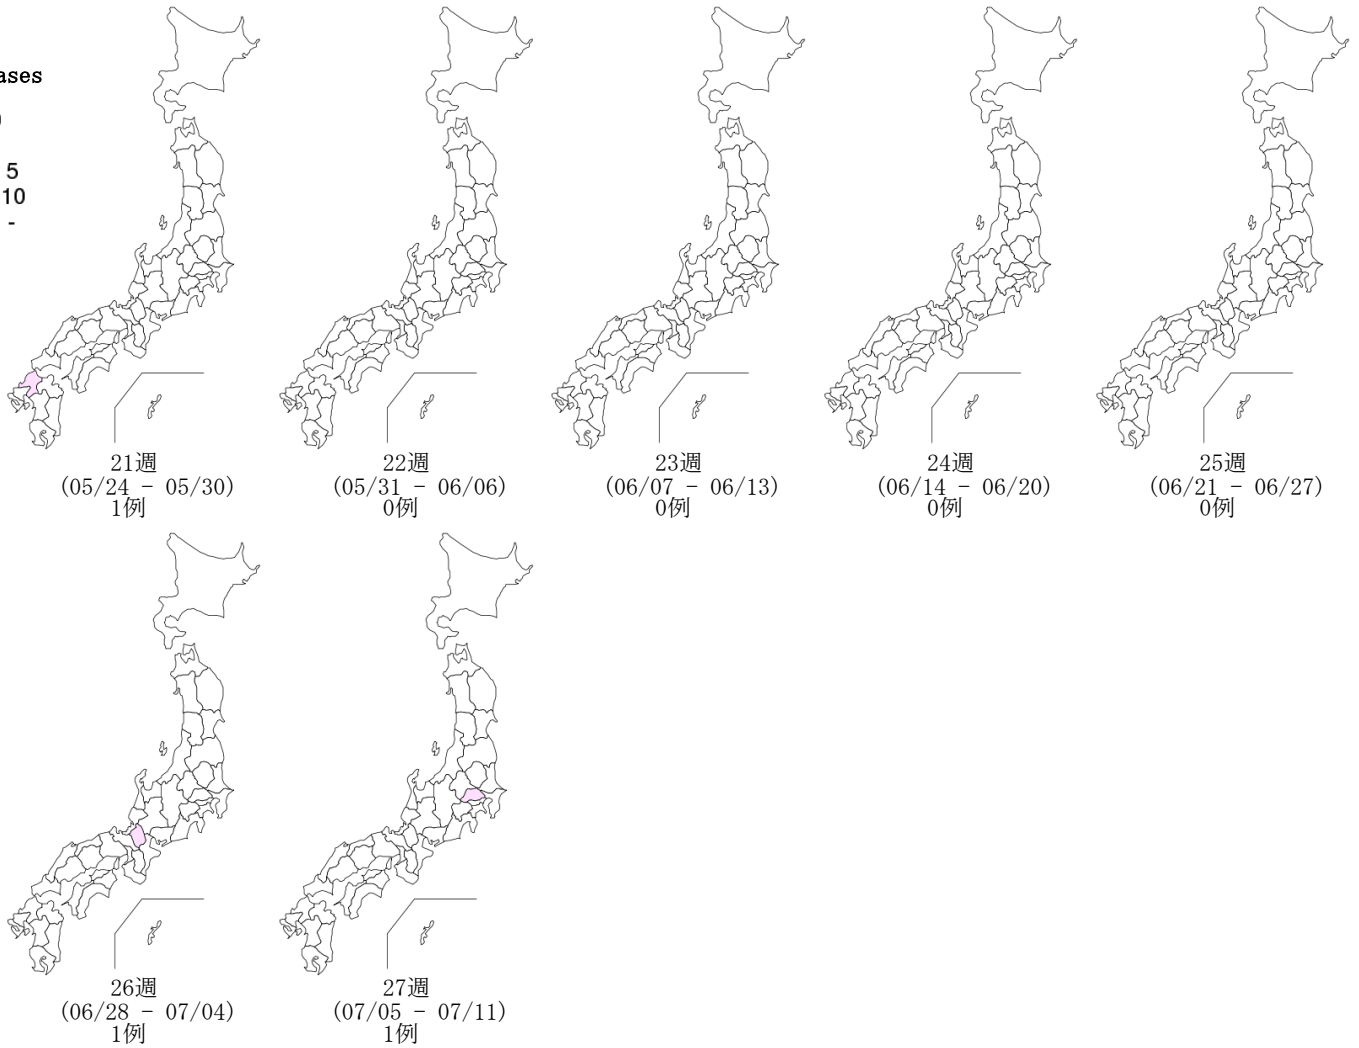 ases
5
10
-
21週
(05/24 - 05/30)
1例
22週
(05/31 - 06/06)
0例
23週
(06/07 - 06/13)
0例
24週
(06/14 - 06/20)
0例
25週
(06/21 - 06/27)
0例
26週
(06/28 - 07/04)
1例
27週
(07/05 - 07/11)
1例